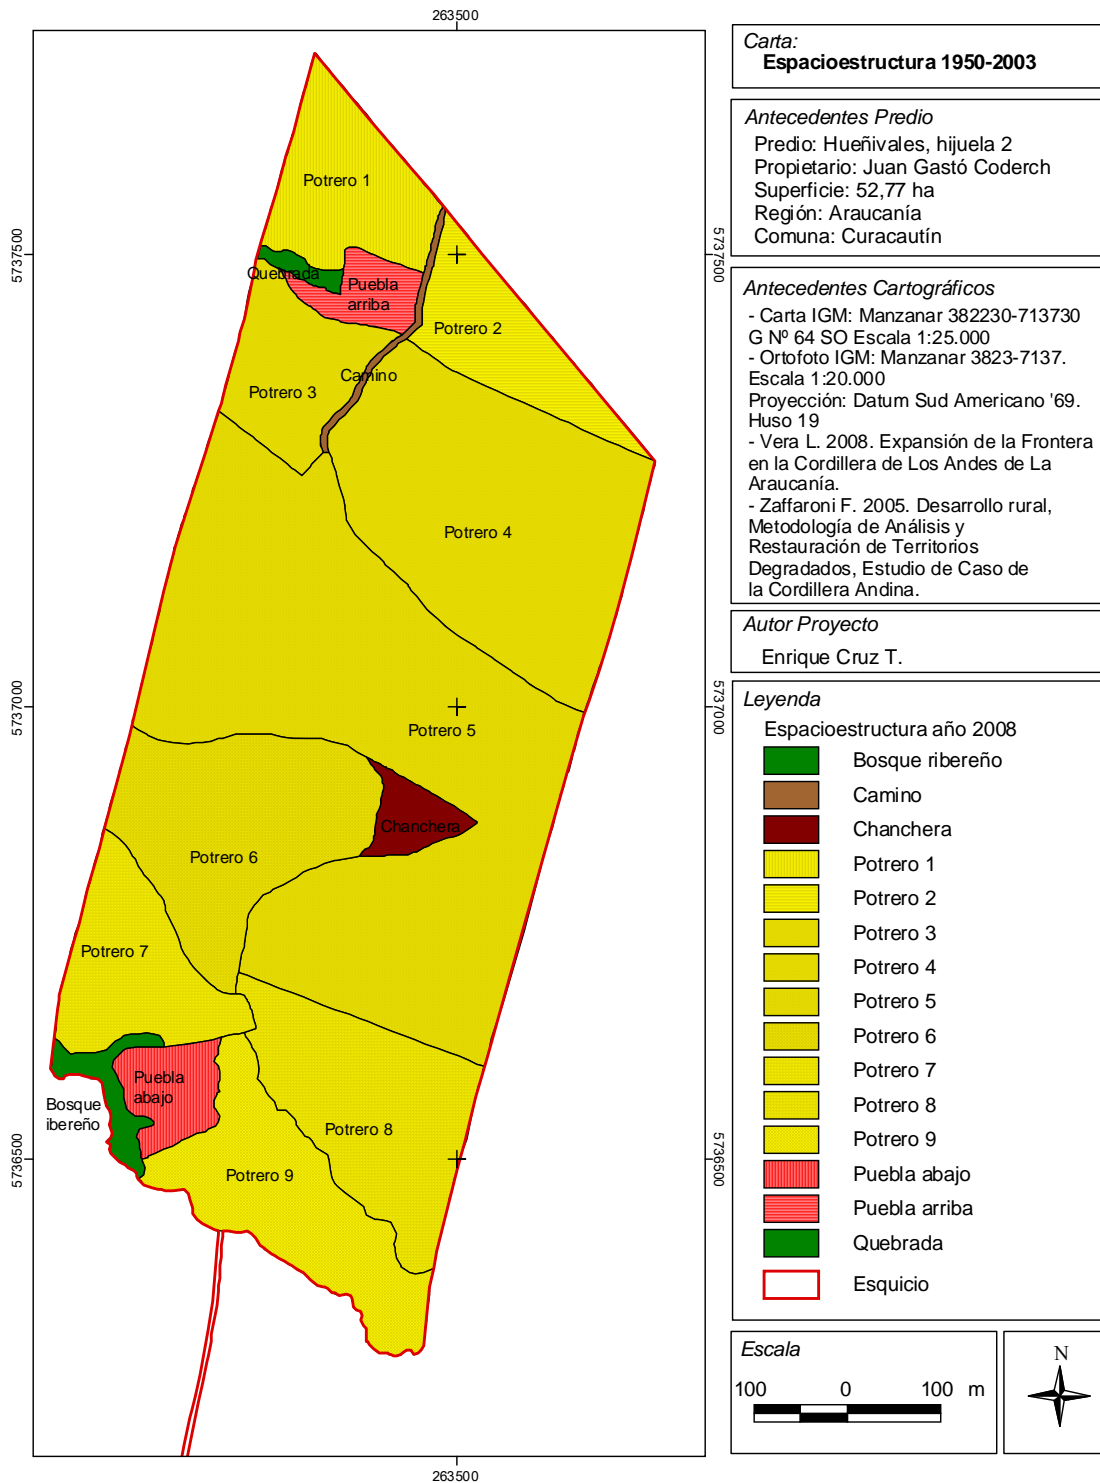 263500
5737500
5737000
5736500
Potrero 1
Quebrada
Puebla
arriba
Potrero 2
Camino
Potrero 3
Potrero 4
Potrero 5
Chanchera
Potrero 6
Potrero 7
Puebla
abajo
Bosque
ibereño
Potrero 8
Potrero 9
5737500
5737000
5736500
263500
Carta:
Espacioestructura 1950-2003
Antecedentes Predio
Predio: Hueñivales, hijuela 2
Propietario: Juan Gastó Coderch
Superficie: 52,77 ha
Región: Araucanía
Comuna: Curacautín
Antecedentes Cartográficos
- Carta IGM: Manzanar 382230-713730
G Nº 64 SO Escala 1:25.000
- Ortofoto IGM: Manzanar 3823-7137.
Escala 1:20.000
Proyección: Datum Sud Americano '69.
Huso 19
- Vera L. 2008. Expansión de la Frontera
en la Cordillera de Los Andes de La
Araucanía.
- Zaffaroni F. 2005. Desarrollo rural,
Metodología de Análisis y
Restauración de Territorios
Degradados, Estudio de Caso de
la Cordillera Andina.
Autor Proyecto
Enrique Cruz T.
Leyenda
Espacioestructura año 2008
Bosque ribereño
Camino
Chanchera
Potrero 1
Potrero 2
Potrero 3
Potrero 4
Potrero 5
Potrero 6
Potrero 7
Potrero 8
Potrero 9
Puebla abajo
Puebla arriba
Quebrada
Esquicio
Escala
100 0 100 m
N